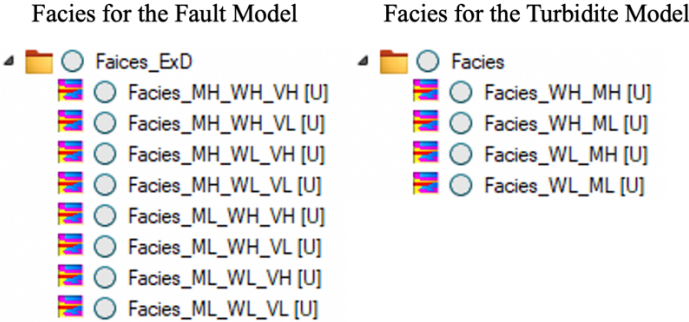 Facies for the Fault Model
Faices_ExD
Facies_MH_WH_VH [U]
Facies_MH_WH_VL [U]
Facies_MH_WL_VH [U]
Facies_MH_WL_VL [U]
Facies_ML_WH_VH [U]
Facies_ML_WH_VL [U]
Facies_ML_WL_VH [U]
Facies_ML_WL_VL [U]
Facies for the Turbidite Model
Facies
Facies_WH_MH [U]
Facies_WH_ML [U]
Facies_WL_MH [U]
Facies_WL_ML [U]